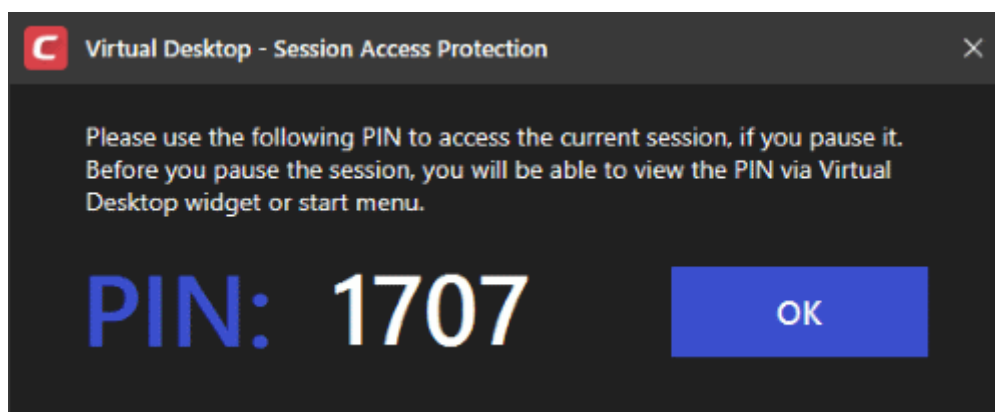 Virtual Desktop - Session Access Protection
Please use the following PIN to access the current session, if you pause it.
Before you pause the session, you will be able to view the PIN via Virtual
Desktop widget or start menu.
PIN: 1707
OK